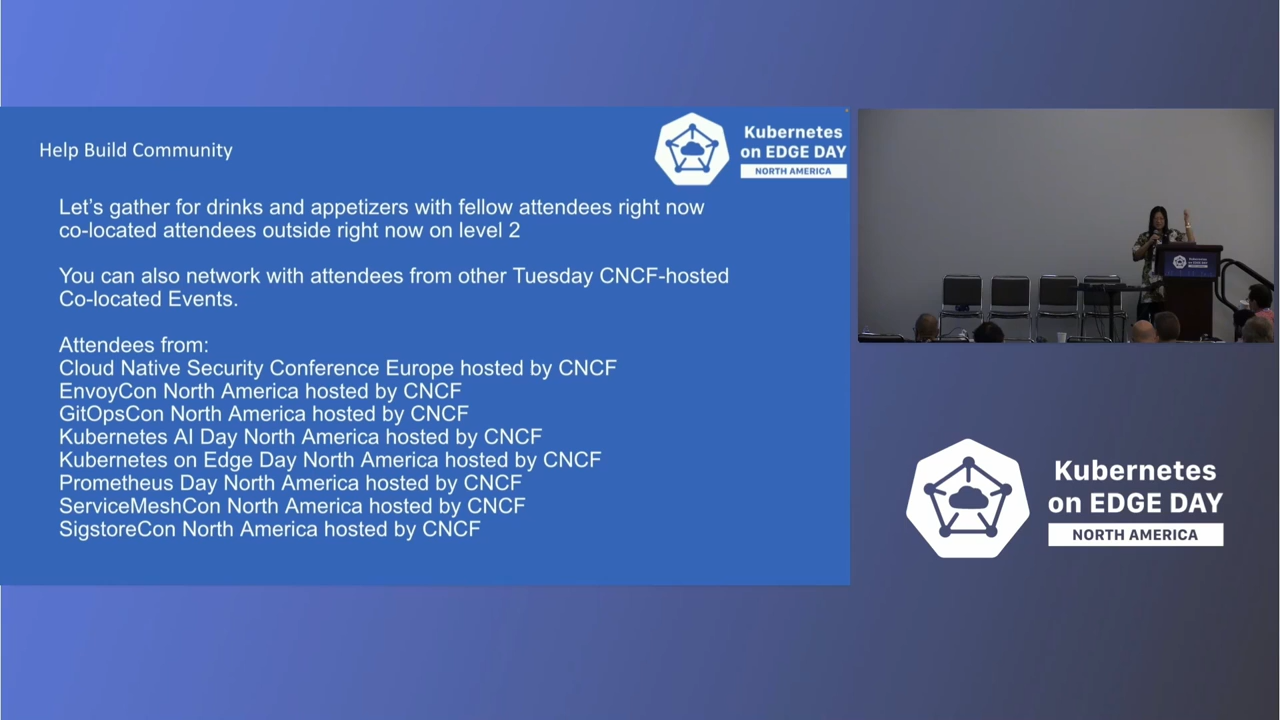 Help Build Community
Kubernetes
on EDGE DAY
NORTH AMERICA
Let’s gather for drinks and appetizers with fellow attendees right now
co-located attendees outside right now on level 2
You can also network with attendees from other Tuesday CNCF-hosted
Co-located Events.
Attendees from:
Cloud Native Security Conference Europe hosted by CNCF
EnvoyCon North America hosted by CNCF
GitOpsCon North America hosted by CNCF
Kubernetes AI Day North America hosted by CNCF
Kubernetes on Edge Day North America hosted by CNCF
Prometheus Day North America hosted by CNCF
ServiceMeshCon North America hosted by CNCF
SigstoreCon North America hosted by CNCF
Kubernetes
on EDGE DAY
Kubernetes
on EDGE DAY
NORTH AMERICA